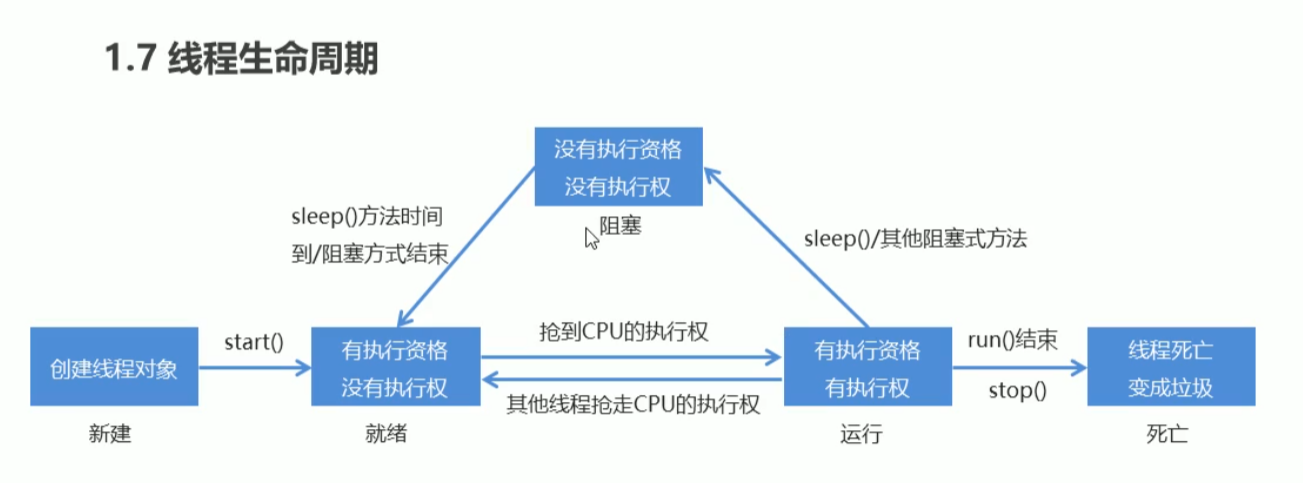 1.7 线程生命周期
没有执行资格
没有执行权
阻塞
sleep()方法时间
到/阻塞方式结束
sleep()/其他阻塞式方法
创建线程对象
新建
start()
有执行资格
没有执行权
就绪
抢到CPU的执行权
其他线程抢走CPU的执行权
有执行资格
有执行权
运行
run()结束
stop()
线程死亡
变成垃圾
死亡